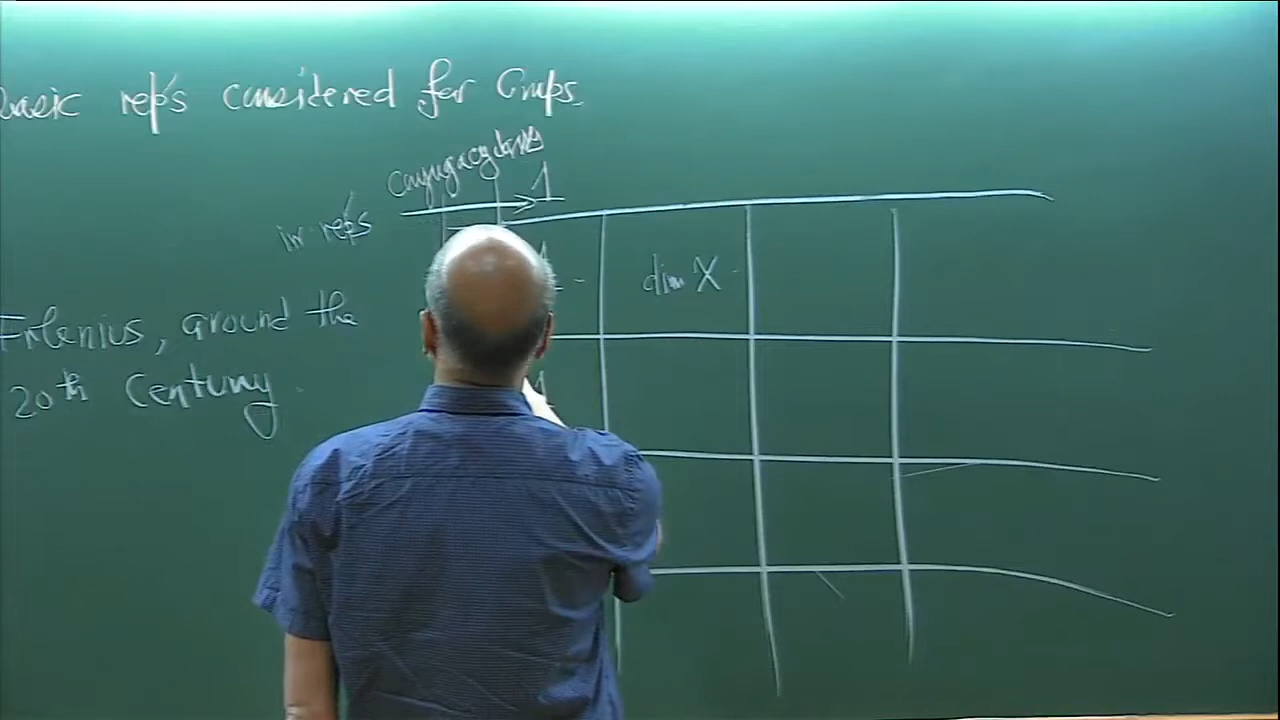 basic rep's considered for Grps.
conjugacy class
1
irr rep's
1
dim X
Frobenius, around the
1
20th Century.